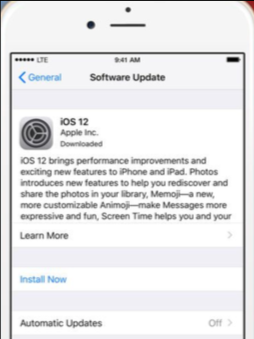 LTE 9:41 AM
General Software Update
iOS 12
Apple Inc.
Downloaded
iOS 12 brings performance improvements and
exciting new features to iPhone and iPad. Photos
introduces new features to help you rediscover and
share the photos in your library, Memoji—a new,
more customizable Animoji—make Messages more
expressive and fun, Screen Time helps you and your
Learn More
Install Now
Automatic Updates Off